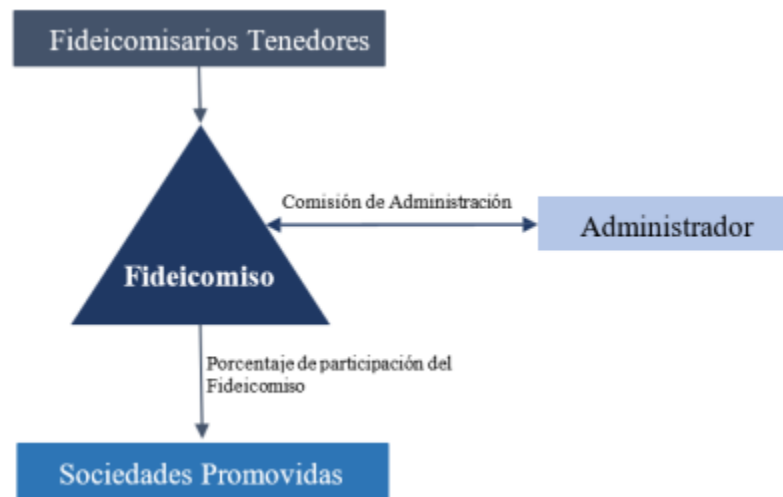 Fideicomisarios Tenedores
Comisión de Administración
Administrador
Fideicomiso
Porcentaje de participación del
Fideicomiso
Sociedades Promovidas